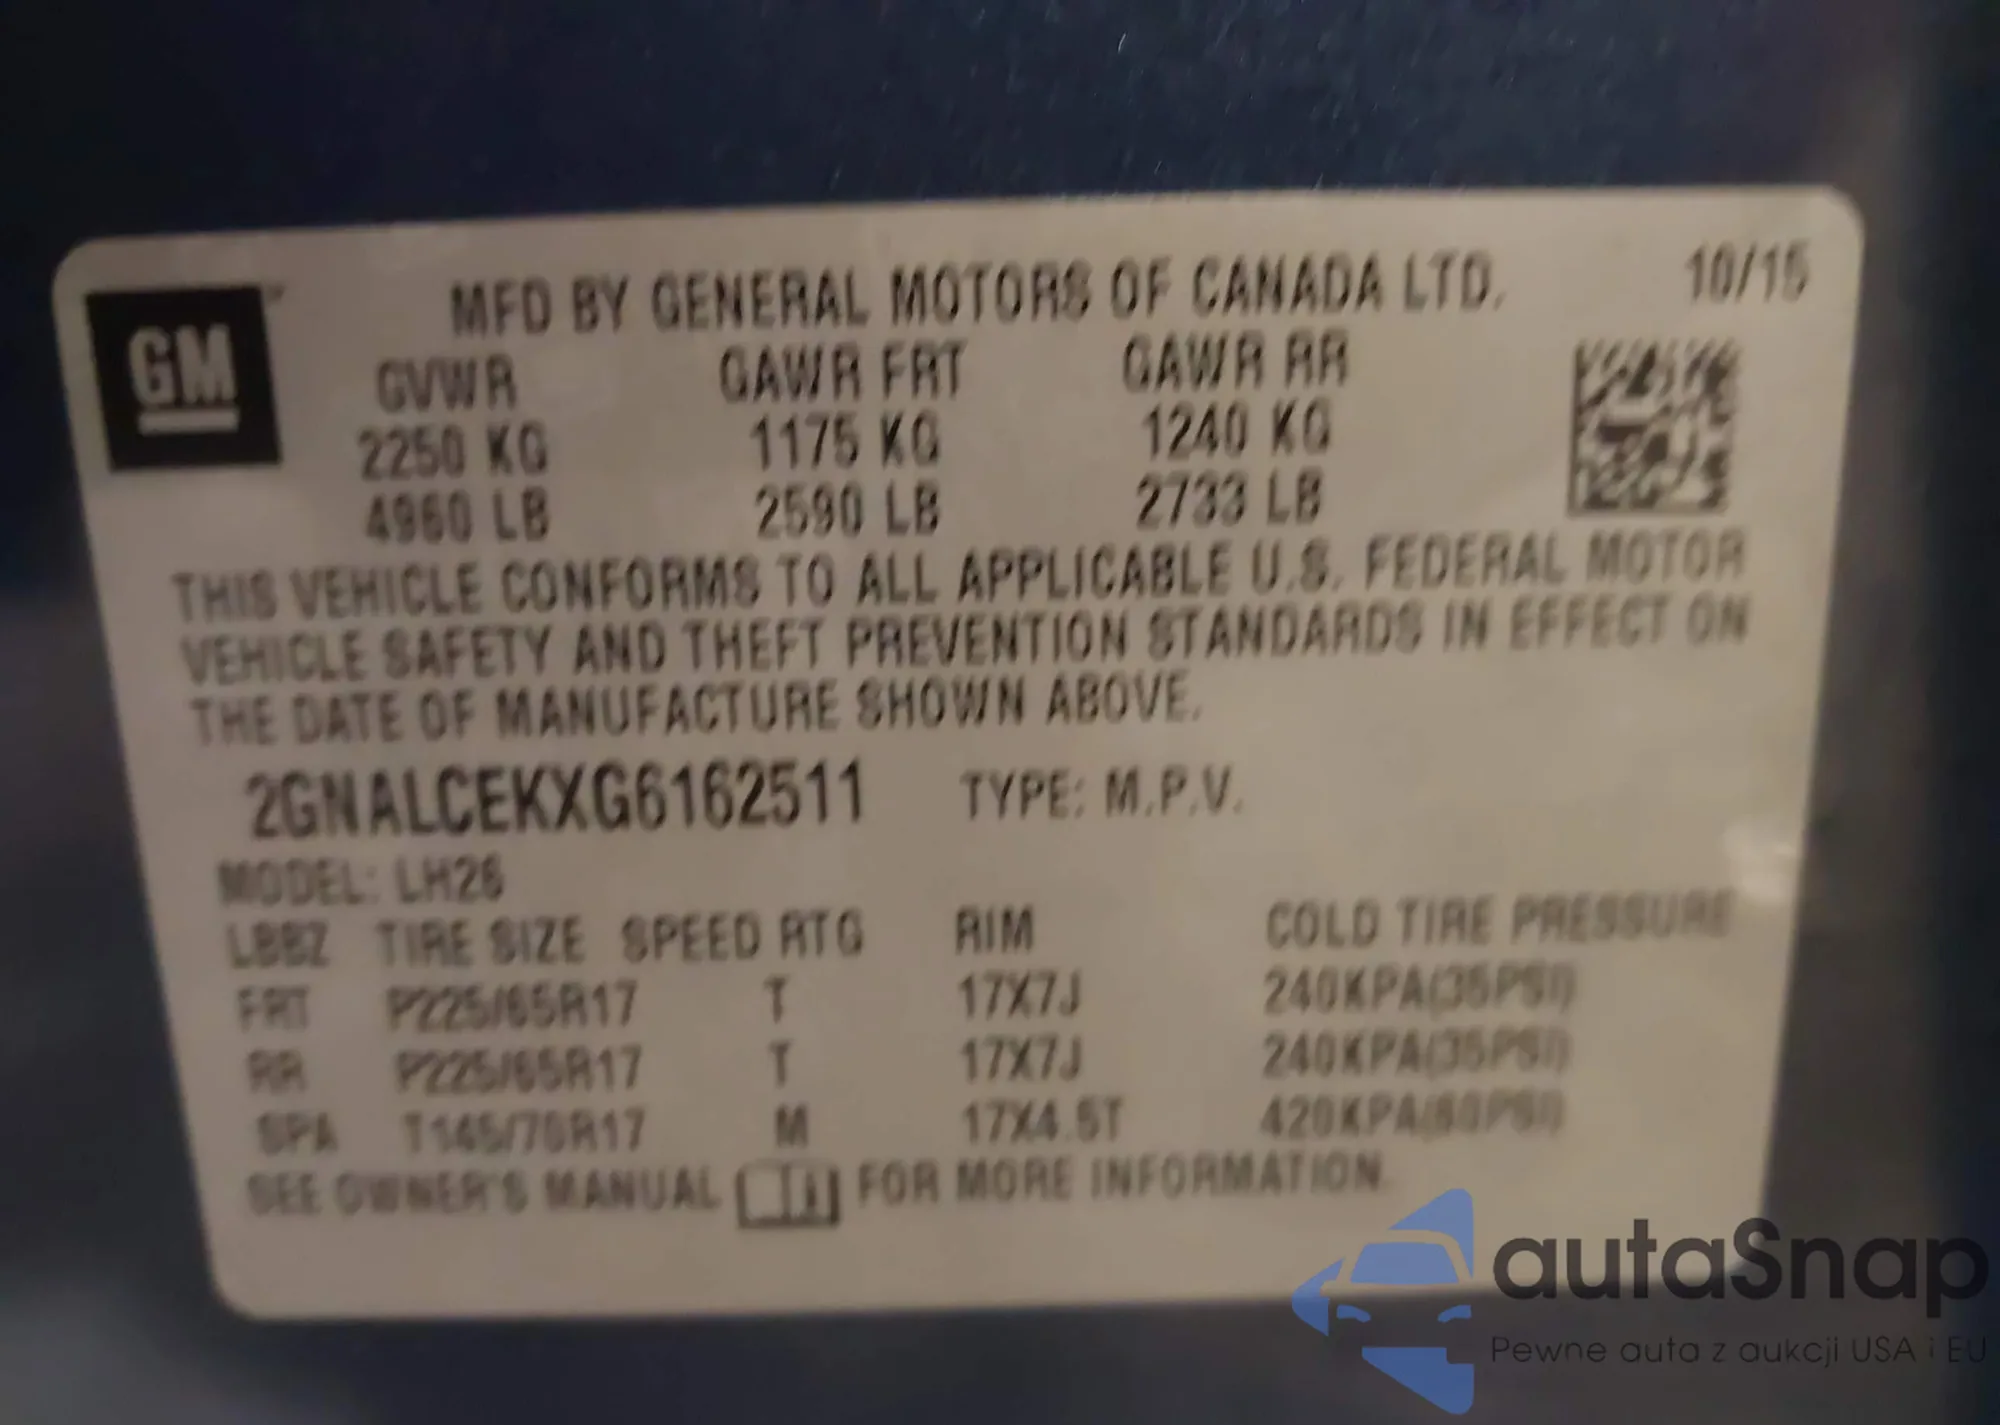 GM
MFD BY GENERAL MOTORS OF CANADA LTD. 10/15
GVWR GAWR FRT GAWR RR
2250 KG 1175 KG 1240 KG
4960 LB 2590 LB 2733 LB
THIS VEHICLE CONFORMS TO ALL APPLICABLE U.S. FEDERAL MOTOR
VEHICLE SAFETY AND THEFT PREVENTION STANDARDS IN EFFECT ON
THE DATE OF MANUFACTURE SHOWN ABOVE.
2GNALCEKXG6162511 TYPE: M.P.V.
MODEL: LH26
LBBZ TIRE SIZE SPEED RTG RIM COLD TIRE PRESSURE
FRT P225/65R17 T 17X7J 240KPA(35PSI)
RR P225/65R17 T 17X7J 240KPA(35PSI)
SPA T145/70R17 M 17X4.5T 420KPA(60PSI)
SEE OWNER'S MANUAL FOR MORE INFORMATION.
autaSnap
Pewne auta z aukcji USA i EU